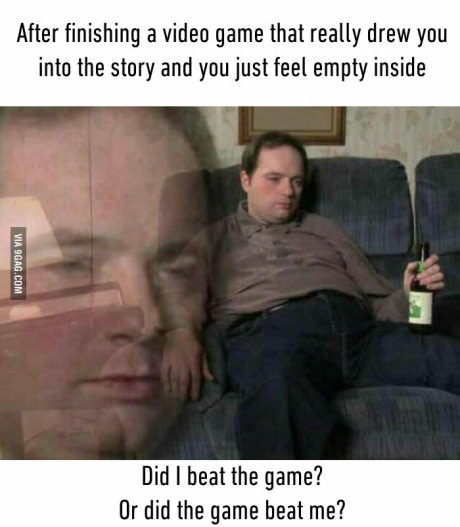 After finishing a video game that really drew you
into the story and you just feel empty inside
VIA 9GAG.COM
Did I beat the game?
Or did the game beat me?